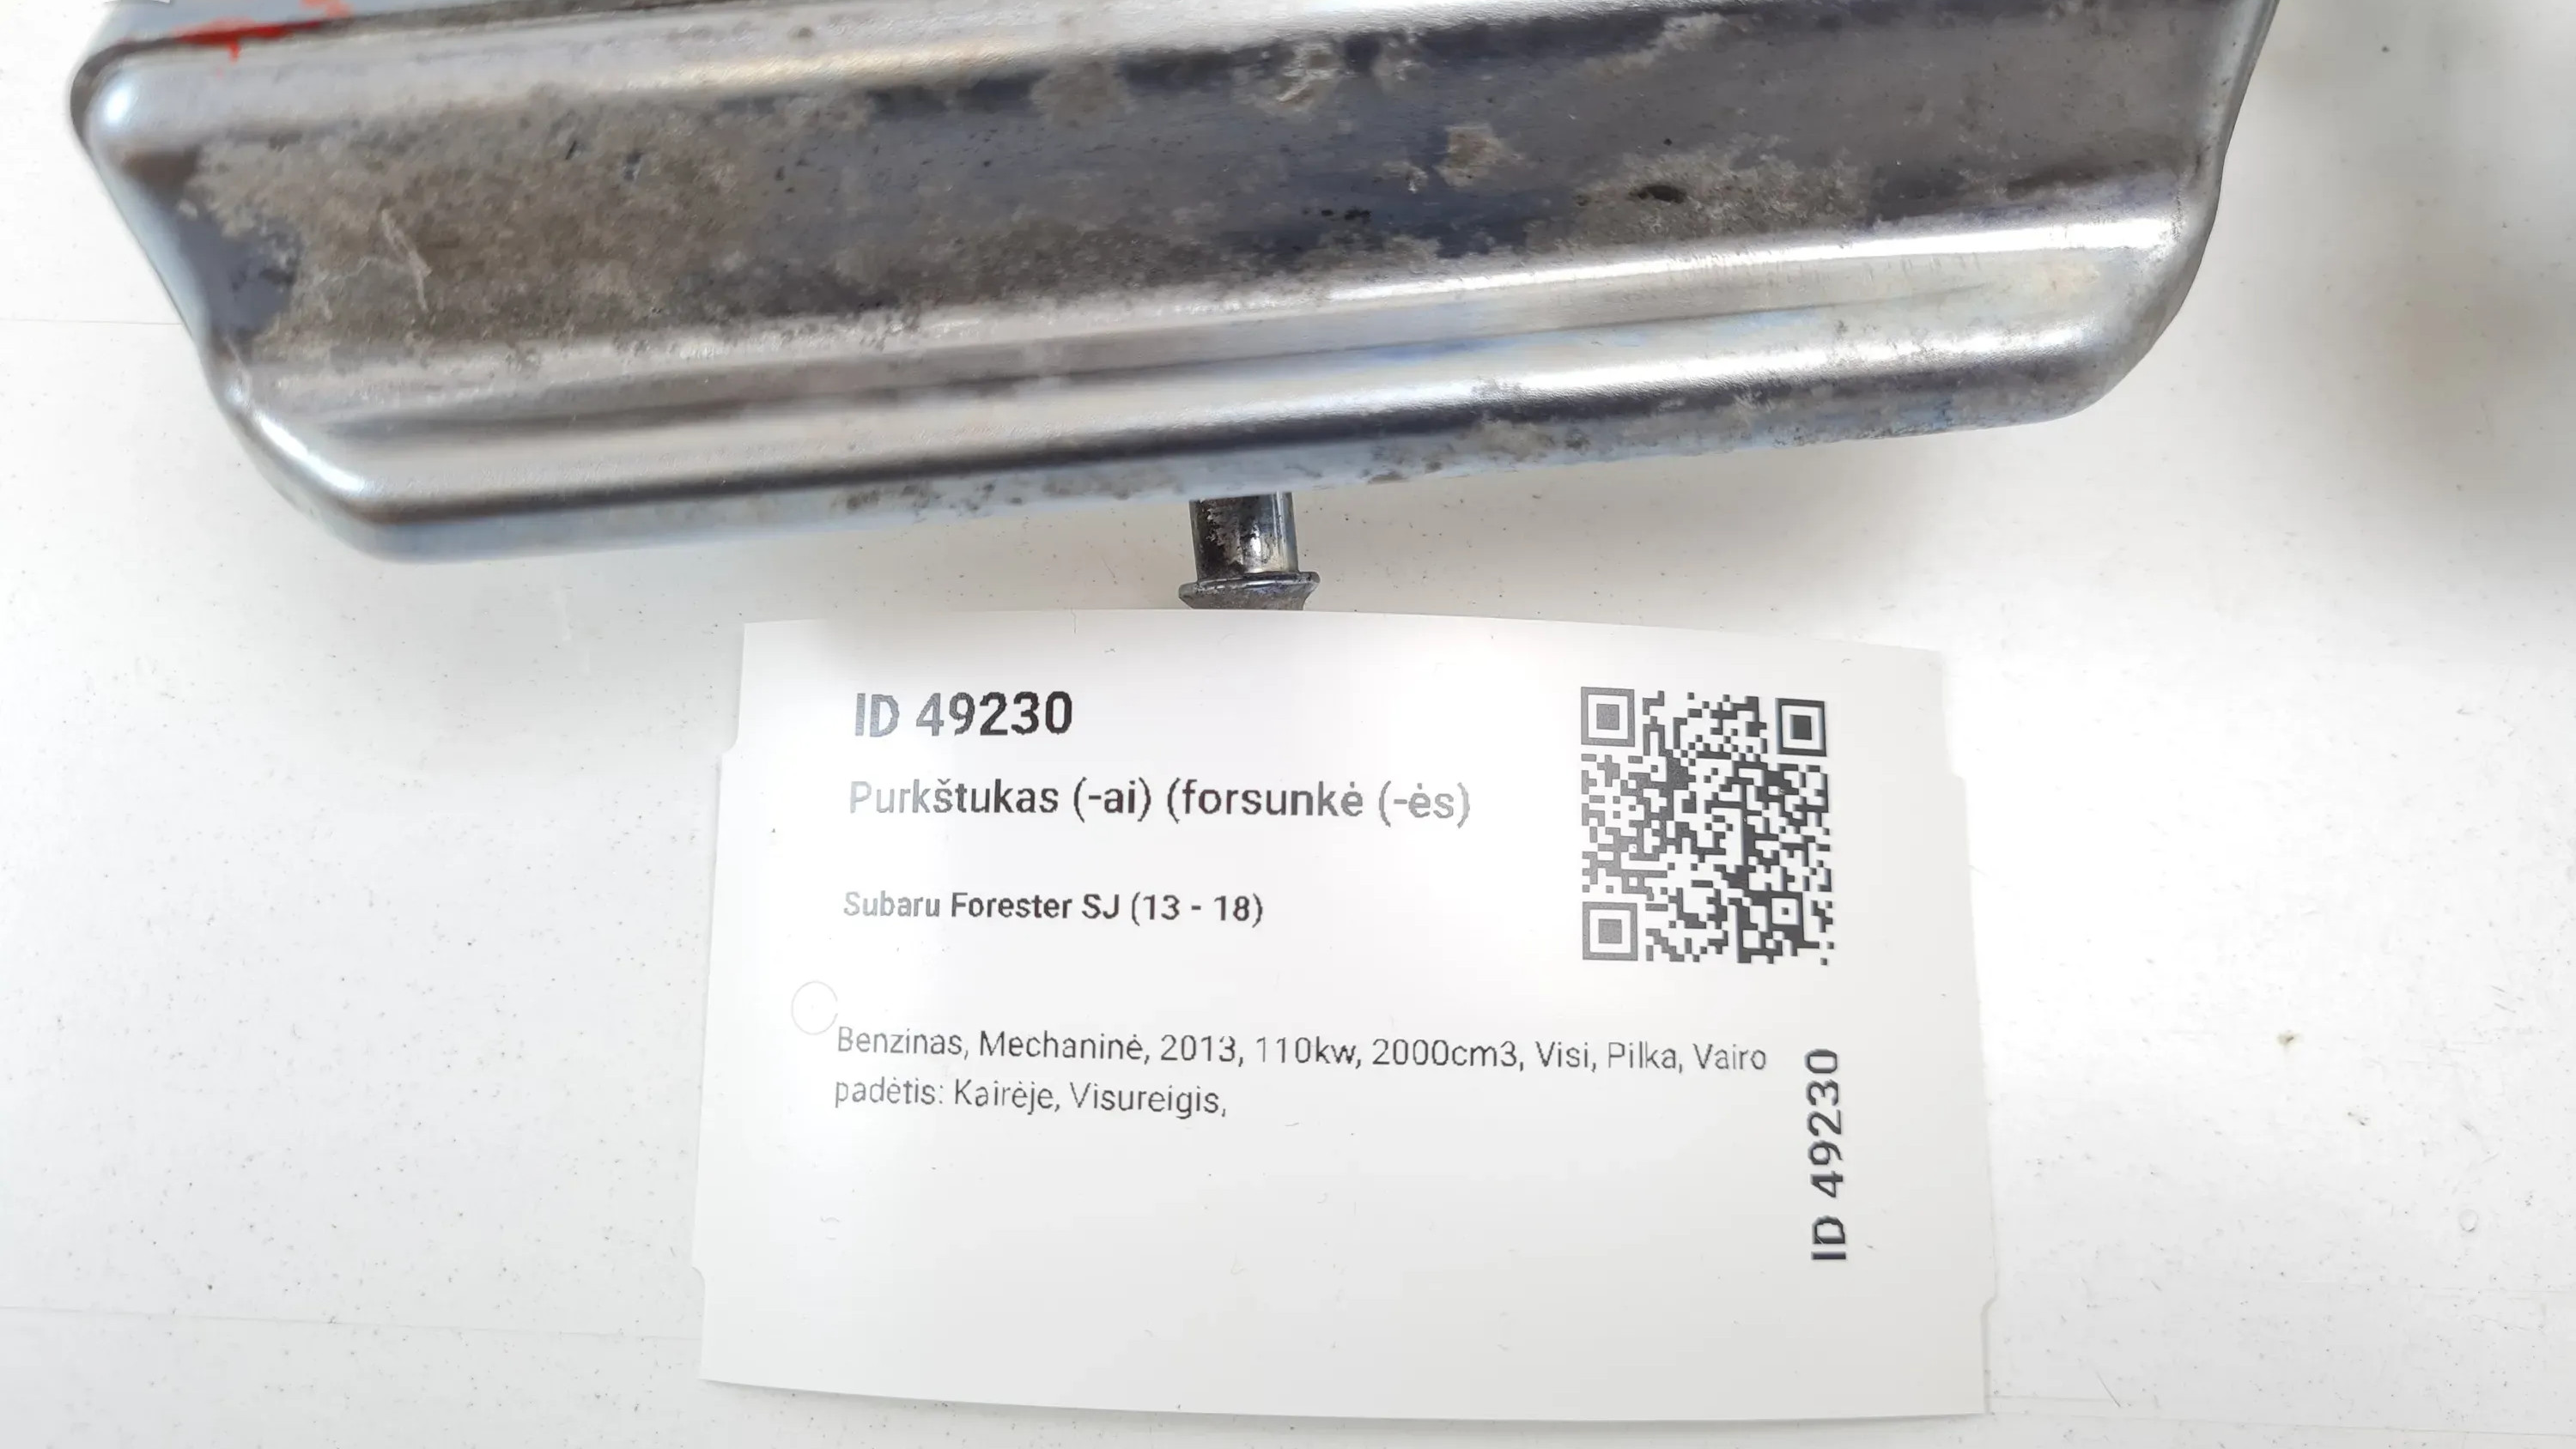 ID 49230
Purkštukas (-ai) (forsunkė (-ės)
Subaru Forester SJ (13 - 18)
Benzinas, Mechaninė, 2013, 110kw, 2000cm3, Visi, Pilka, Vairo
padėtis: Kairėje, Visureigis,
ID 49230